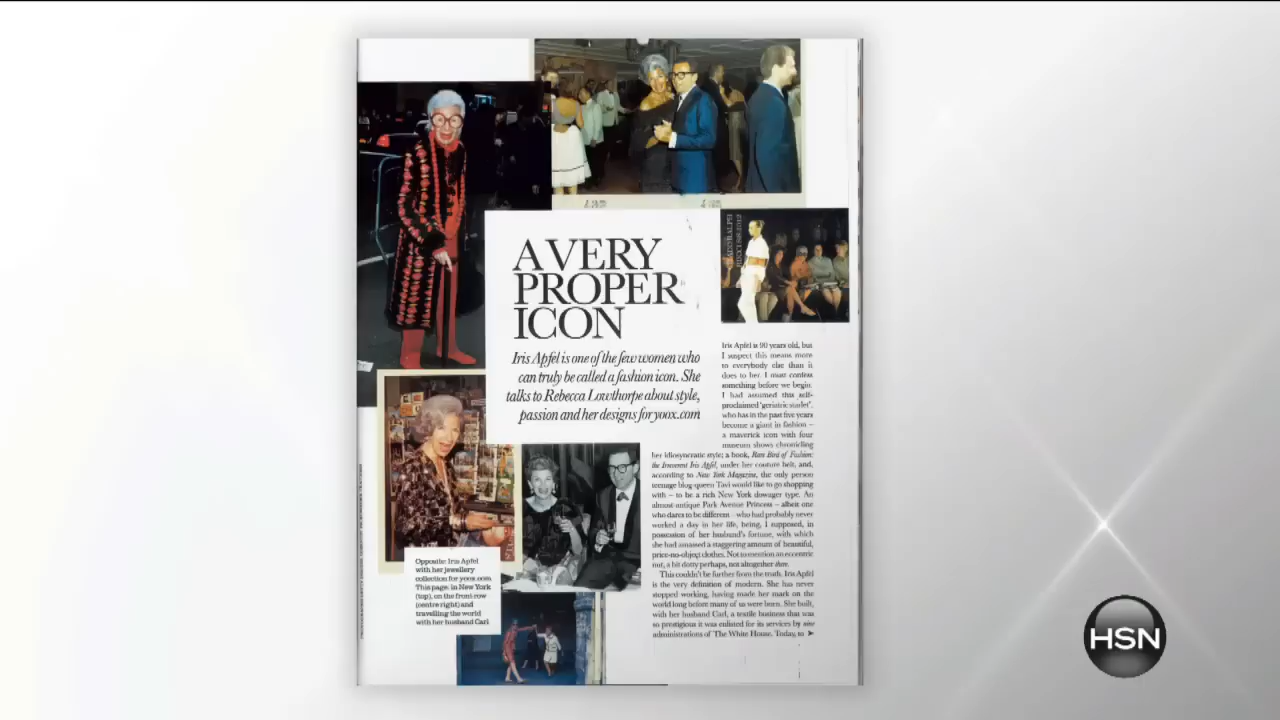 A VERY
PROPER
ICON
Iris Apfel is one of the few women who
can truly be called a fashion icon. She
talks to Rebecca Lowthorpe about style,
passion and her designs for yoox.com
Iris Apfel is 90 years old, but
I suspect this means more
to everybody else than it
does to her. I must confess
something before we begin.
I had assumed this self-
proclaimed 'geriatric starlet',
who has in the past five years
become a giant in fashion –
a maverick icon with four
museum shows chronicling
her idiosyncratic style; a book, Rare Bird of Fashion:
the Irreverent Iris Apfel, under her couture belt, and,
according to New York Magazine, the only person
teenage blog queen Tavi would like to go shopping
with – to be a rich New York dowager type. An
almost-antique Park Avenue Princess – albeit one
who dares to be different – who had probably never
worked a day in her life, being, I supposed, in
possession of her husband's fortune, with which
she had amassed a staggering amount of beautiful,
price-no-object clothes. Not to mention an eccentric
nut, a bit dotty perhaps, not altogether there.
This couldn't be further from the truth. Iris Apfel
is the very definition of modern. She has never
stopped working, having made her mark on the
world long before many of us were born. She built,
with her husband Carl, a textile business that was
so prestigious it was enlisted for its services by nine
administrations of The White House. Today, to ➤
Opposite: Iris Apfel
with her jewellery
collection for yoox.com
This page: in New York
(top), on the front row
(centre right) and
travelling the world
with her husband Carl
HSN